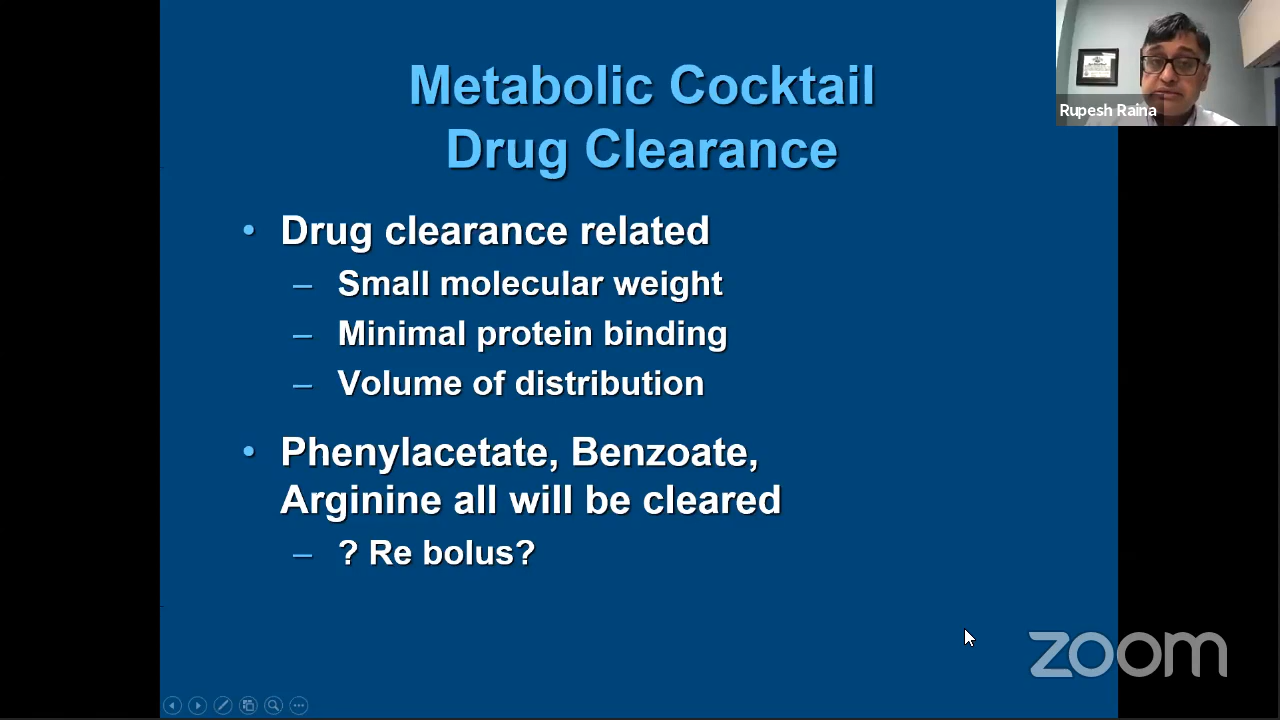 Metabolic Cocktail
Drug Clearance
Rupesh Raina
• Drug clearance related
– Small molecular weight
– Minimal protein binding
– Volume of distribution
• Phenylacetate, Benzoate,
Arginine all will be cleared
– ? Re bolus?
zoom